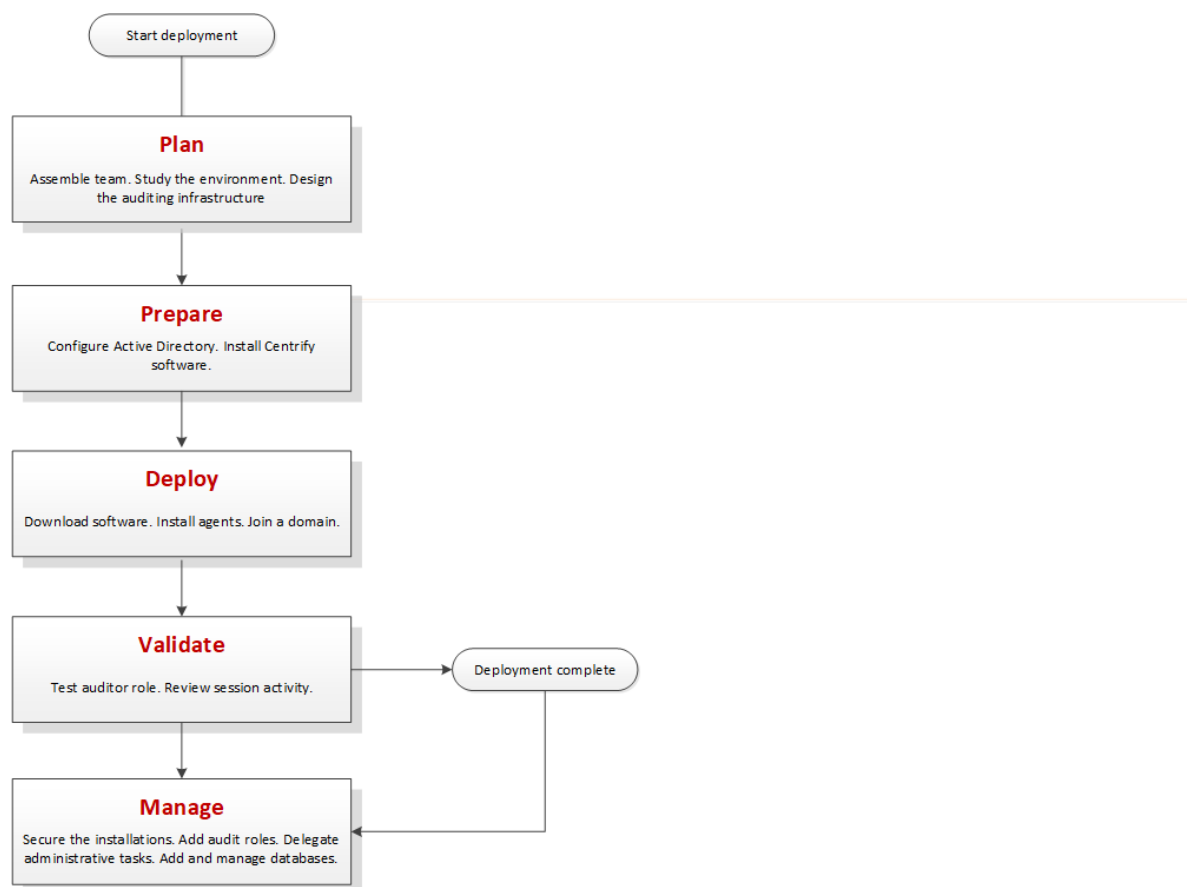 Start deployment
Plan
Assemble team. Study the environment. Design
the auditing infrastructure
Prepare
Configure Active Directory. Install Centrify
software.
Deploy
Download software. Install agents. Join a domain.
Validate
Test auditor role. Review session activity.
Deployment complete
Manage
Secure the installations. Add audit roles. Delegate
administrative tasks. Add and manage databases.